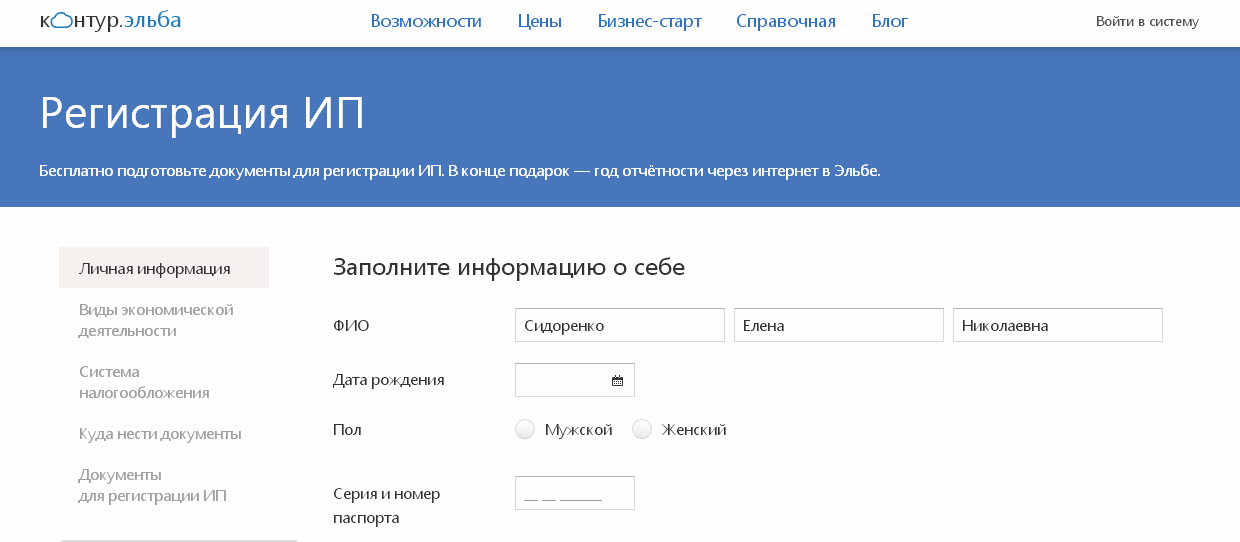 контур.эльба Возможности Цены Бизнес-старт Справочная Блог Войти в систему
Регистрация ИП
Бесплатно подготовьте документы для регистрации ИП. В конце подарок — год отчётности через интернет в Эльбе.
Личная информация
Виды экономической
деятельности
Система
налогообложения
Куда нести документы
Документы
для регистрации ИП
Заполните информацию о себе
ФИО Сидоренко Елена Николаевна
Дата рождения
Пол Мужской Женский
Серия и номер
паспорта